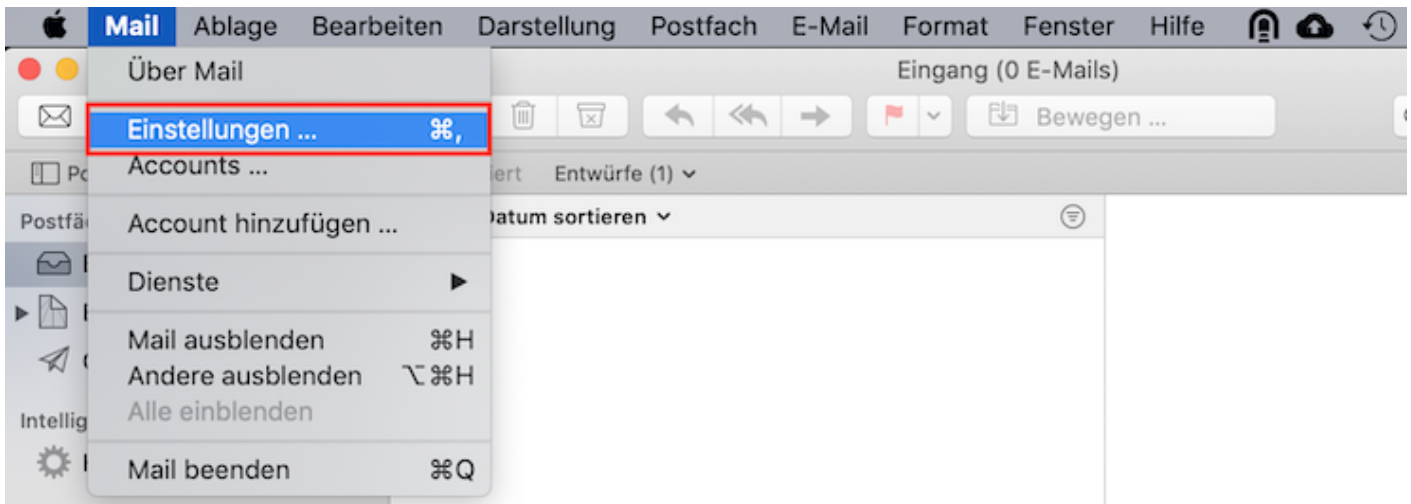 Mail Ablage Bearbeiten Darstellung Postfach E-Mail Format Fenster Hilfe
Über Mail
Eingang (0 E-Mails)
Einstellungen ... ⌘,
Bewegen ...
Accounts ...
Entwürfe (1)
Account hinzufügen ...
sortieren
Dienste
Mail ausblenden ⌘H
Andere ausblenden ⌥⌘H
Alle einblenden
Mail beenden ⌘Q